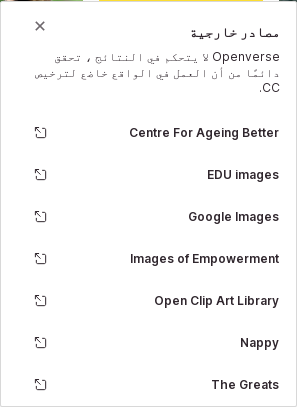 مصادر خارجية
Openverse لا يتحكم في النتائج ، تحقق
دائمًا من أن العمل في الواقع خاضع لترخيص
CC.
Centre For Ageing Better
EDU images
Google Images
Images of Empowerment
Open Clip Art Library
Nappy
The Greats